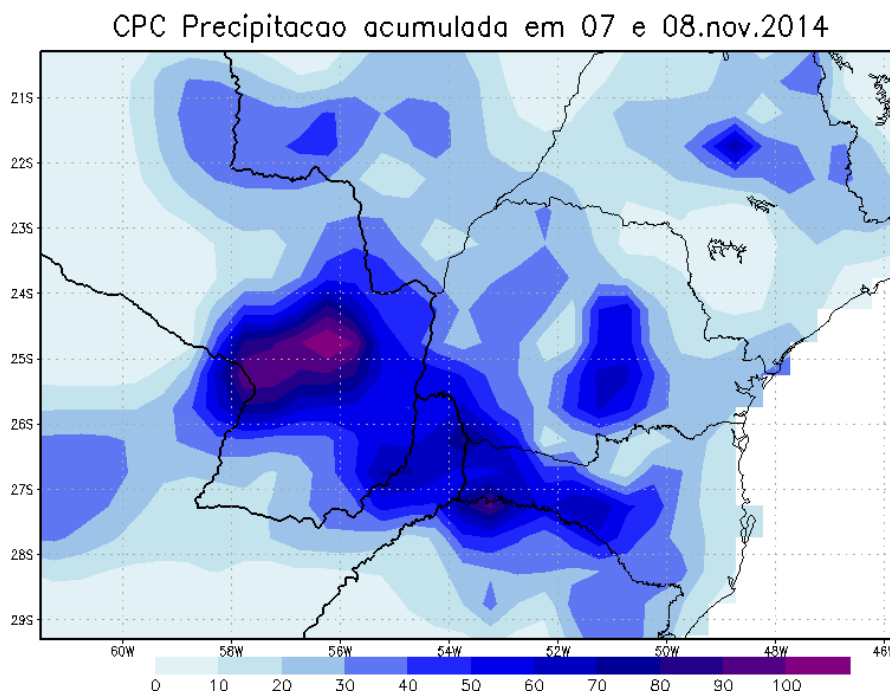 CPC Precipitacao acumulada em 07 e 08.nov.2014
21S
22S
23S
24S
25S
26S
27S
28S
29S
60W 58W 56W 54W 52W 50W 48W 46W
0 10 20 30 40 50 60 70 80 90 100